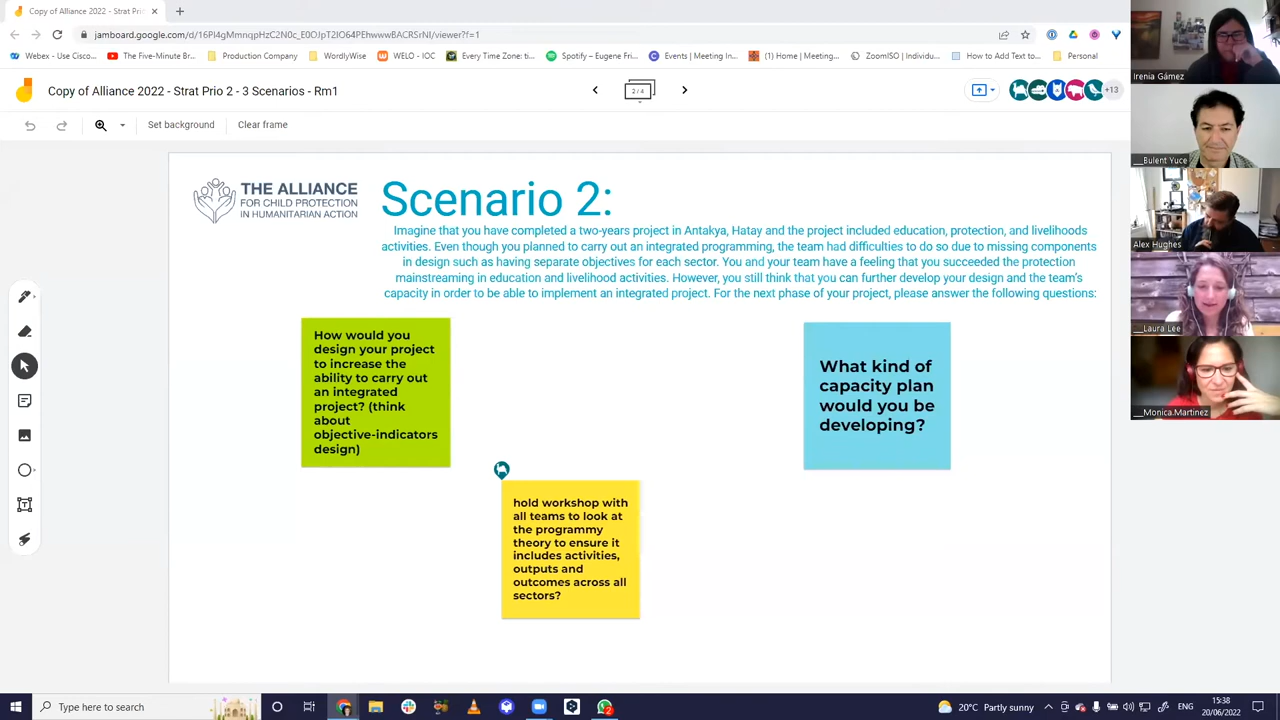 Copy of Alliance 2022 - Strat Prio
jamboard.google.com/d/16Pl4gMmnqpHzC2N0c_E0OJpT2IO64PEhwwwBACRSrNI/viewer?f=1
Webex - Use Cisco...
The Five-Minute Br...
Production Company
WordlyWise
WELO - IOC
Every Time Zone: ti...
Spotify – Eugene Fri...
Events | Meeting In...
(1) Home | Meeting...
ZoomISO | Individu...
How to Add Text to...
Personal
Copy of Alliance 2022 - Strat Prio 2 - 3 Scenarios - Rm1
2 / 4
+13
Set background
Clear frame
THE ALLIANCE
FOR CHILD PROTECTION
IN HUMANITARIAN ACTION
Scenario 2:
Imagine that you have completed a two-years project in Antakya, Hatay and the project included education, protection, and livelihoods
activities. Even though you planned to carry out an integrated programming, the team had difficulties to do so due to missing components
in design such as having separate objectives for each sector. You and your team have a feeling that you succeeded the protection
mainstreaming in education and livelihood activities. However, you still think that you can further develop your design and the team's
capacity in order to be able to implement an integrated project. For the next phase of your project, please answer the following questions:
How would you
design your project
to increase the
ability to carry out
an integrated
project? (think
about
objective-indicators
design)
What kind of
capacity plan
would you be
developing?
hold workshop with
all teams to look at
the programmy
theory to ensure it
includes activities,
outputs and
outcomes across all
sectors?
Irenia Gámez
__Bulent Yuce
Alex Hughes
__Laura Lee
__Monica.Martinez
Type here to search
20°C Partly sunny
15:38
20/06/2022